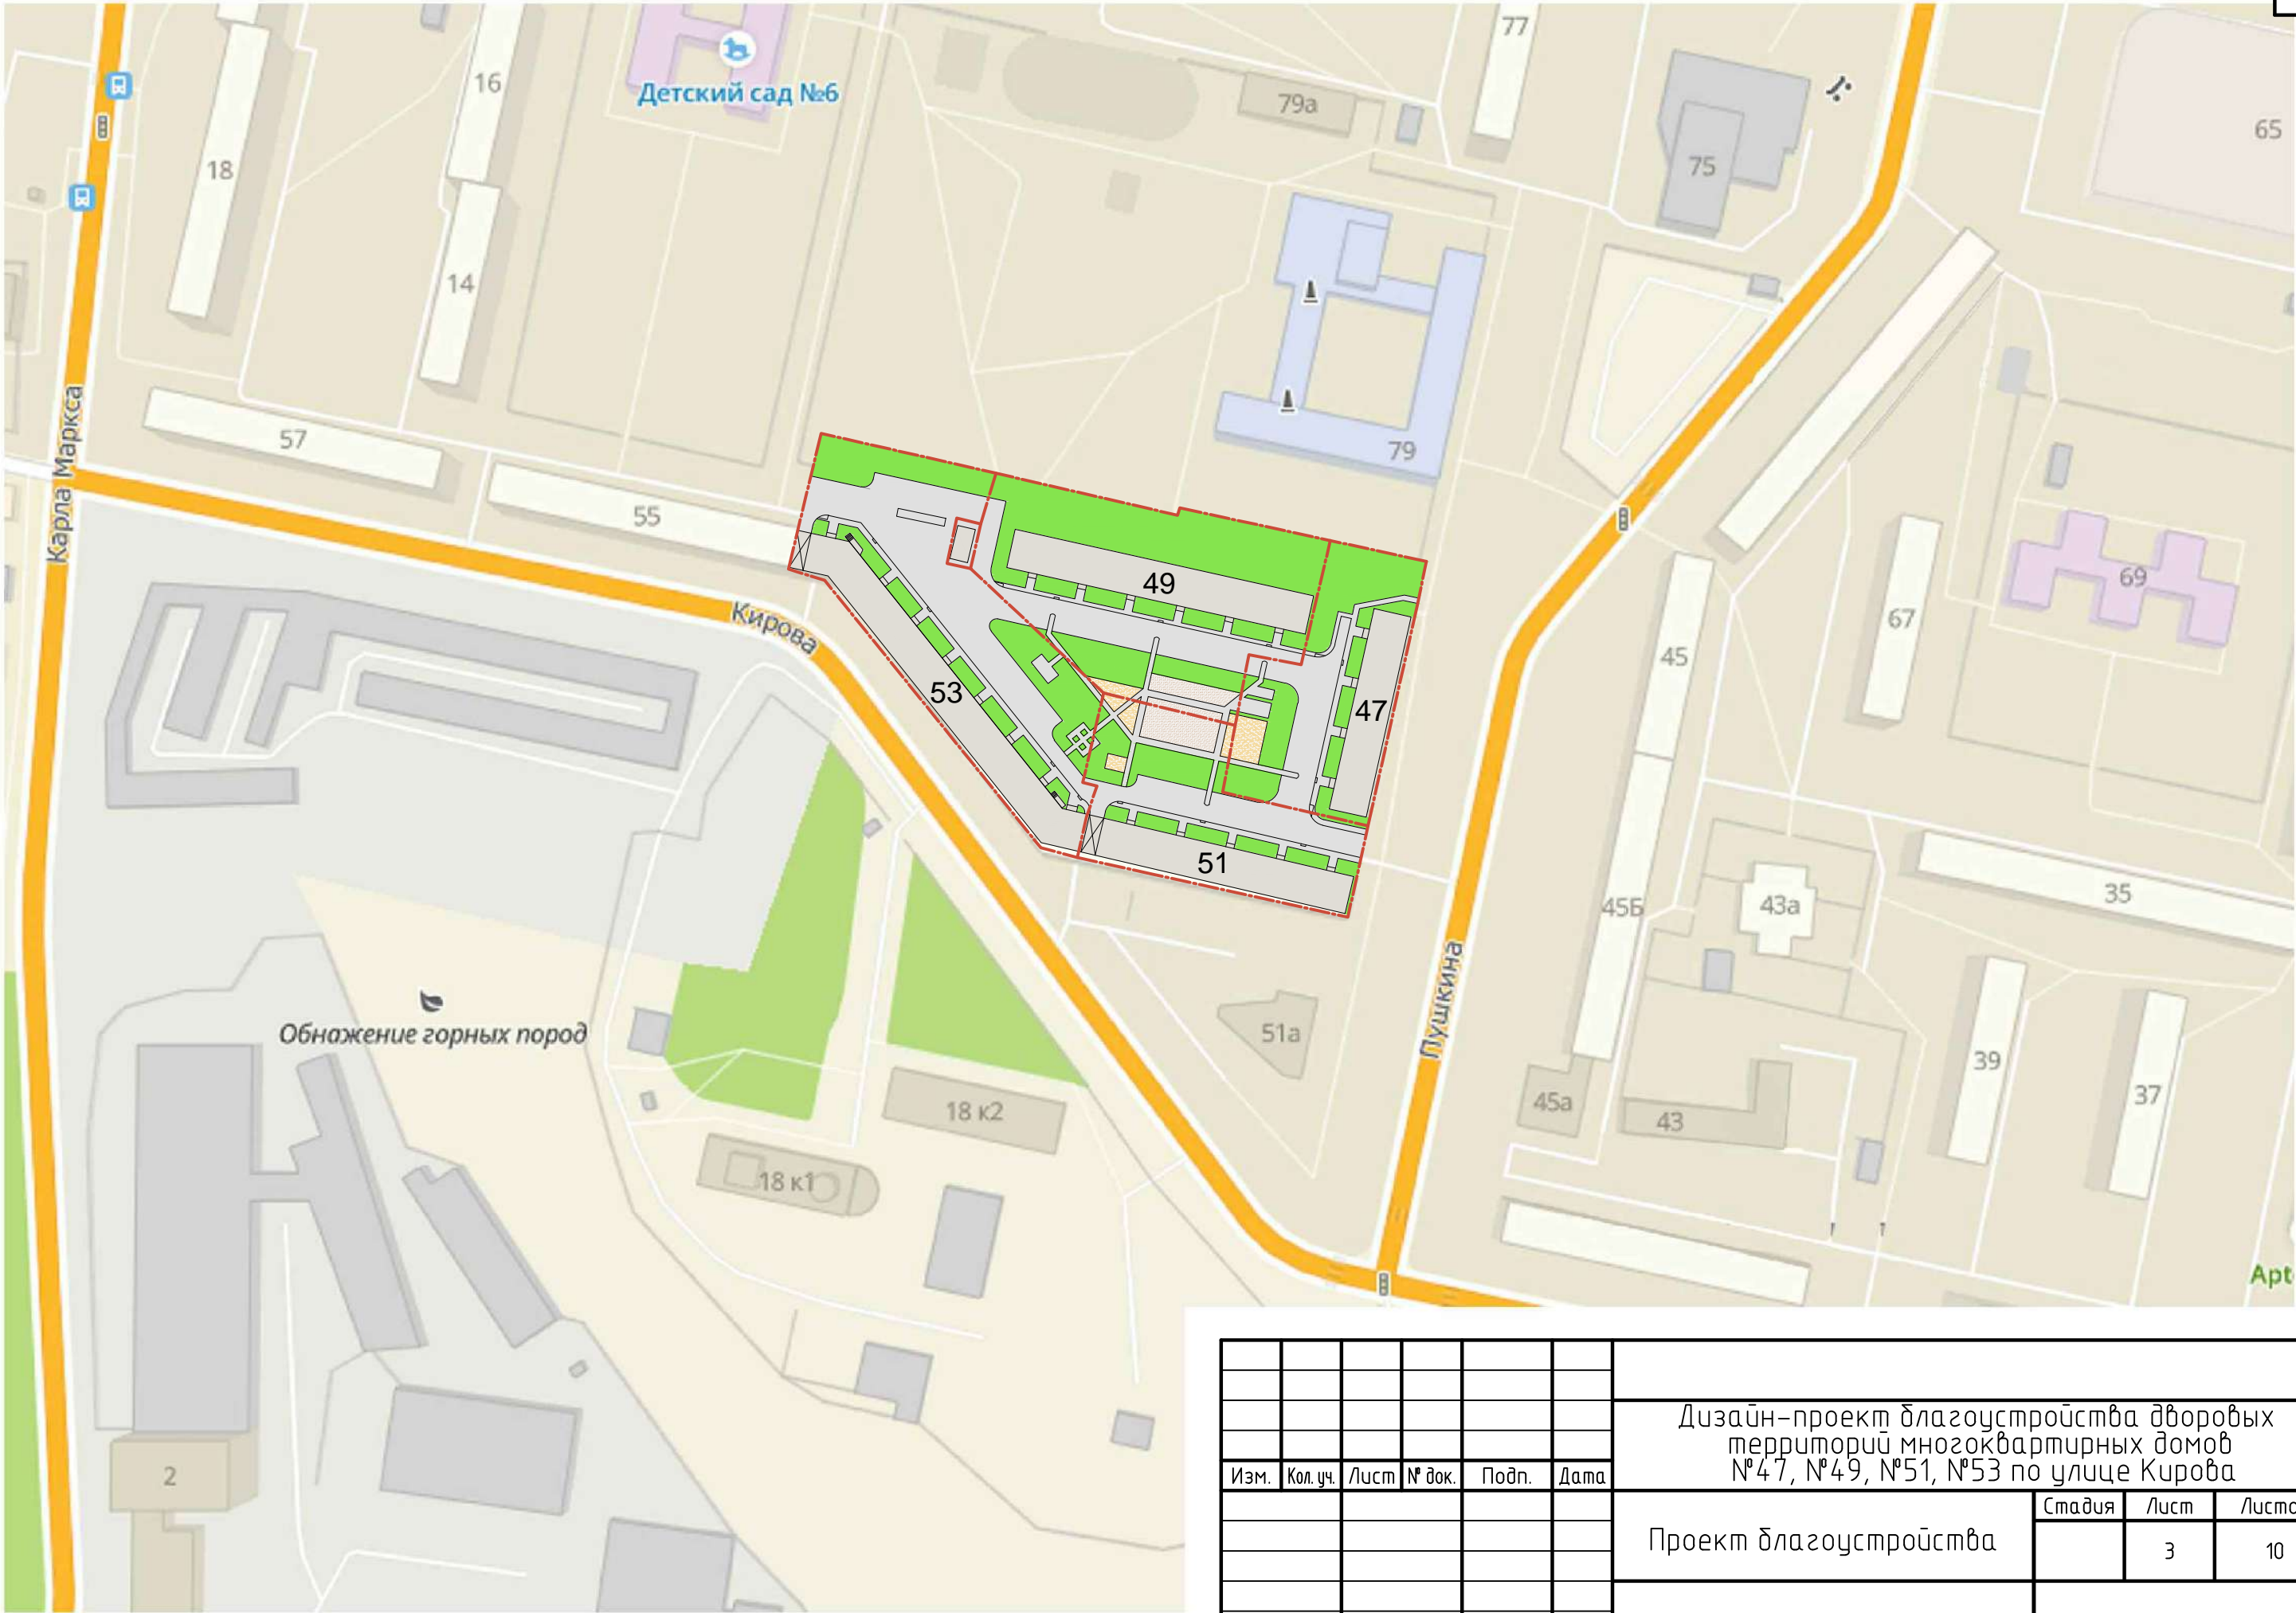 77
16
Детский сад №6
79а
65
75
18
14
Карла Маркса
57
79
55
49
69
67
Кирова
45
53
47
51
43а
35
45Б
Пушкина
Обнажение горных пород
51а
39
45а
43
37
18 к2
18 к1
Apt
2
Дизайн-проект благоустройства дворовых
территорий многоквартирных домов
№47, №49, №51, №53 по улице Кирова
Изм. Кол. уч. Лист № док. Подп. Дата
Проект благоустройства
Стадия Лист Листо
3 10